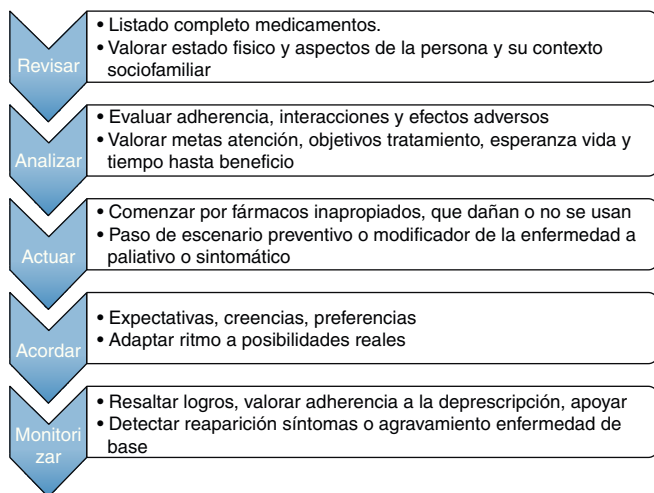 Revisar
• Listado completo medicamentos.
• Valorar estado fisico y aspectos de la persona y su contexto
sociofamiliar
Analizar
• Evaluar adherencia, interacciones y efectos adversos
• Valorar metas atención, objetivos tratamiento, esperanza vida y
tiempo hasta beneficio
Actuar
• Comenzar por fármacos inapropiados, que dañan o no se usan
• Paso de escenario preventivo o modificador de la enfermedad a
paliativo o sintomático
Acordar
• Expectativas, creencias, preferencias
• Adaptar ritmo a posibilidades reales
Monitori
zar
• Resaltar logros, valorar adherencia a la deprescripción, apoyar
• Detectar reaparición síntomas o agravamiento enfermedad de
base